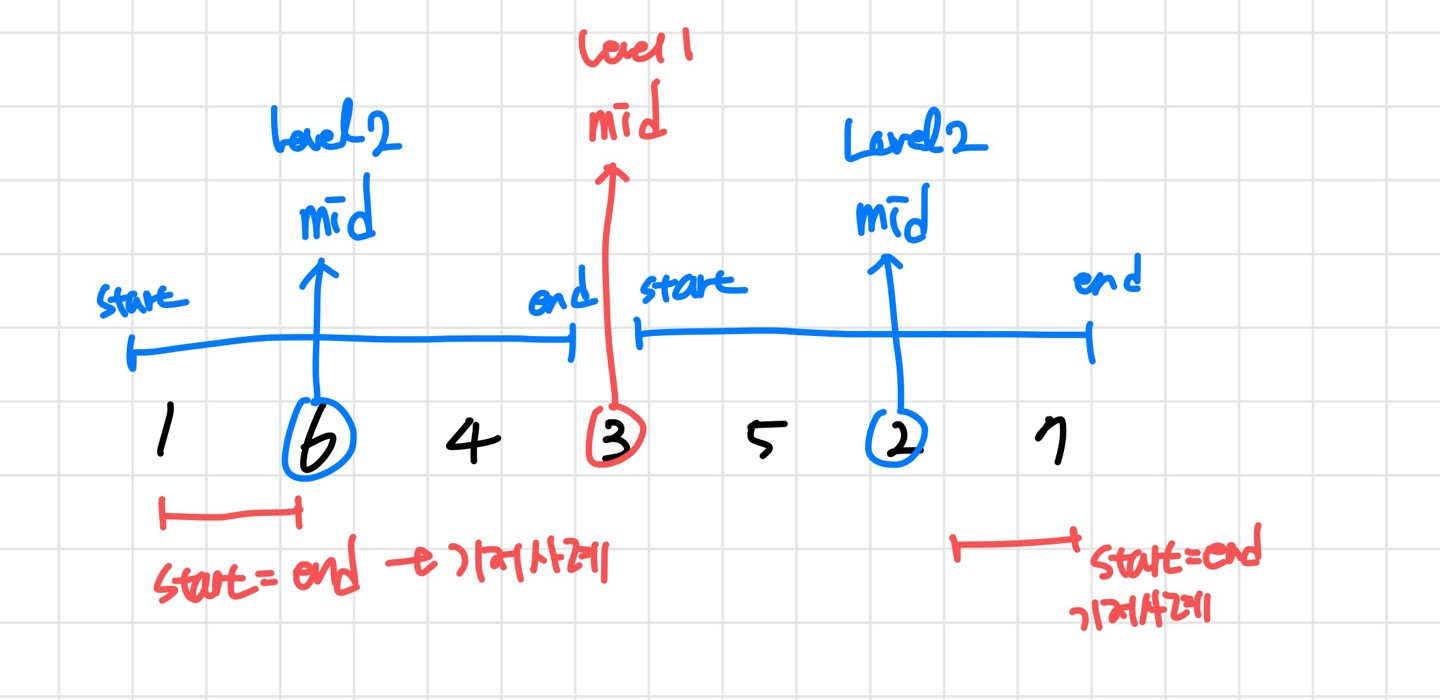 Level 1
mid
Level 2
mid
Level 2
mid
start
end
start
end
1 6 4 3 5 2 7
start = end → 기저사례
start=end
기저사례